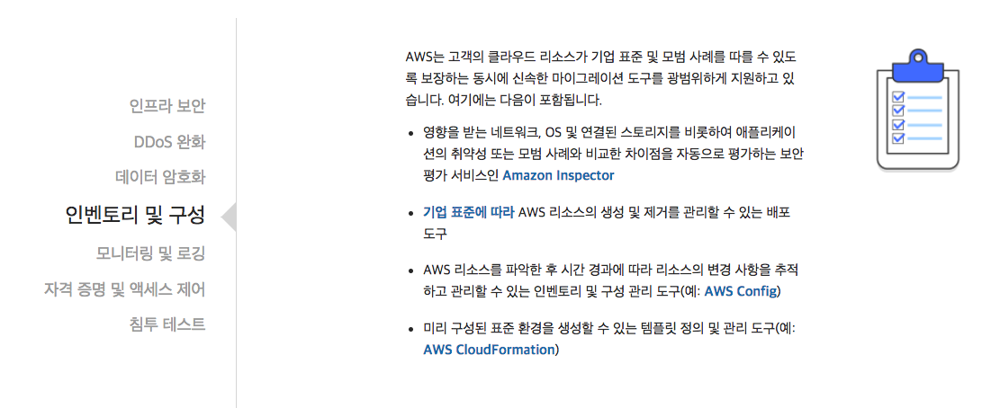 인프라 보안
DDoS 완화
데이터 암호화
인벤토리 및 구성
모니터링 및 로깅
자격 증명 및 액세스 제어
침투 테스트
AWS는 고객의 클라우드 리소스가 기업 표준 및 모범 사례를 따를 수 있도
록 보장하는 동시에 신속한 마이그레이션 도구를 광범위하게 지원하고 있
습니다. 여기에는 다음이 포함됩니다.
• 영향을 받는 네트워크, OS 및 연결된 스토리지를 비롯하여 애플리케이
션의 취약성 또는 모범 사례와 비교한 차이점을 자동으로 평가하는 보안
평가 서비스인 Amazon Inspector
• 기업 표준에 따라 AWS 리소스의 생성 및 제거를 관리할 수 있는 배포
도구
• AWS 리소스를 파악한 후 시간 경과에 따라 리소스의 변경 사항을 추적
하고 관리할 수 있는 인벤토리 및 구성 관리 도구(예: AWS Config)
• 미리 구성된 표준 환경을 생성할 수 있는 템플릿 정의 및 관리 도구(예:
AWS CloudFormation)